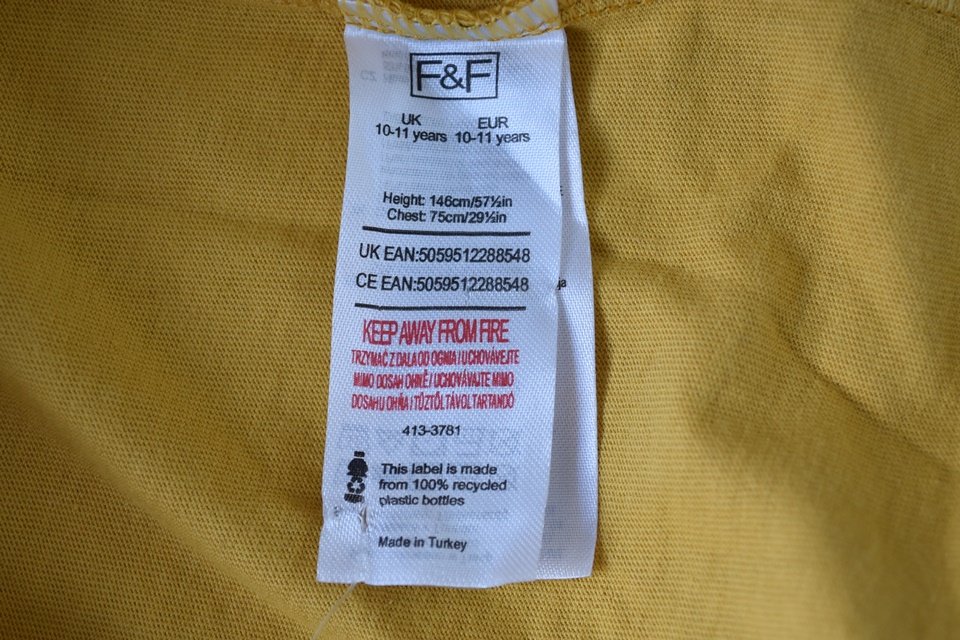 F&F
UK EUR
10-11 years 10-11 years
Height: 146cm/57½in
Chest: 75cm/29½in
UK EAN:5059512288548
CE EAN:5059512288548
KEEP AWAY FROM FIRE
TRZYMAĆ Z DALA OD OGNIA / UCHOVÁVEJTE
MIMO DOSAH OHNĚ / UCHOVÁVAJTE MIMO
DOSAHU OHŇA / TŰZTŐL TÁVOL TARTANDÓ
413-3781
This label is made
from 100% recycled
plastic bottles
Made in Turkey